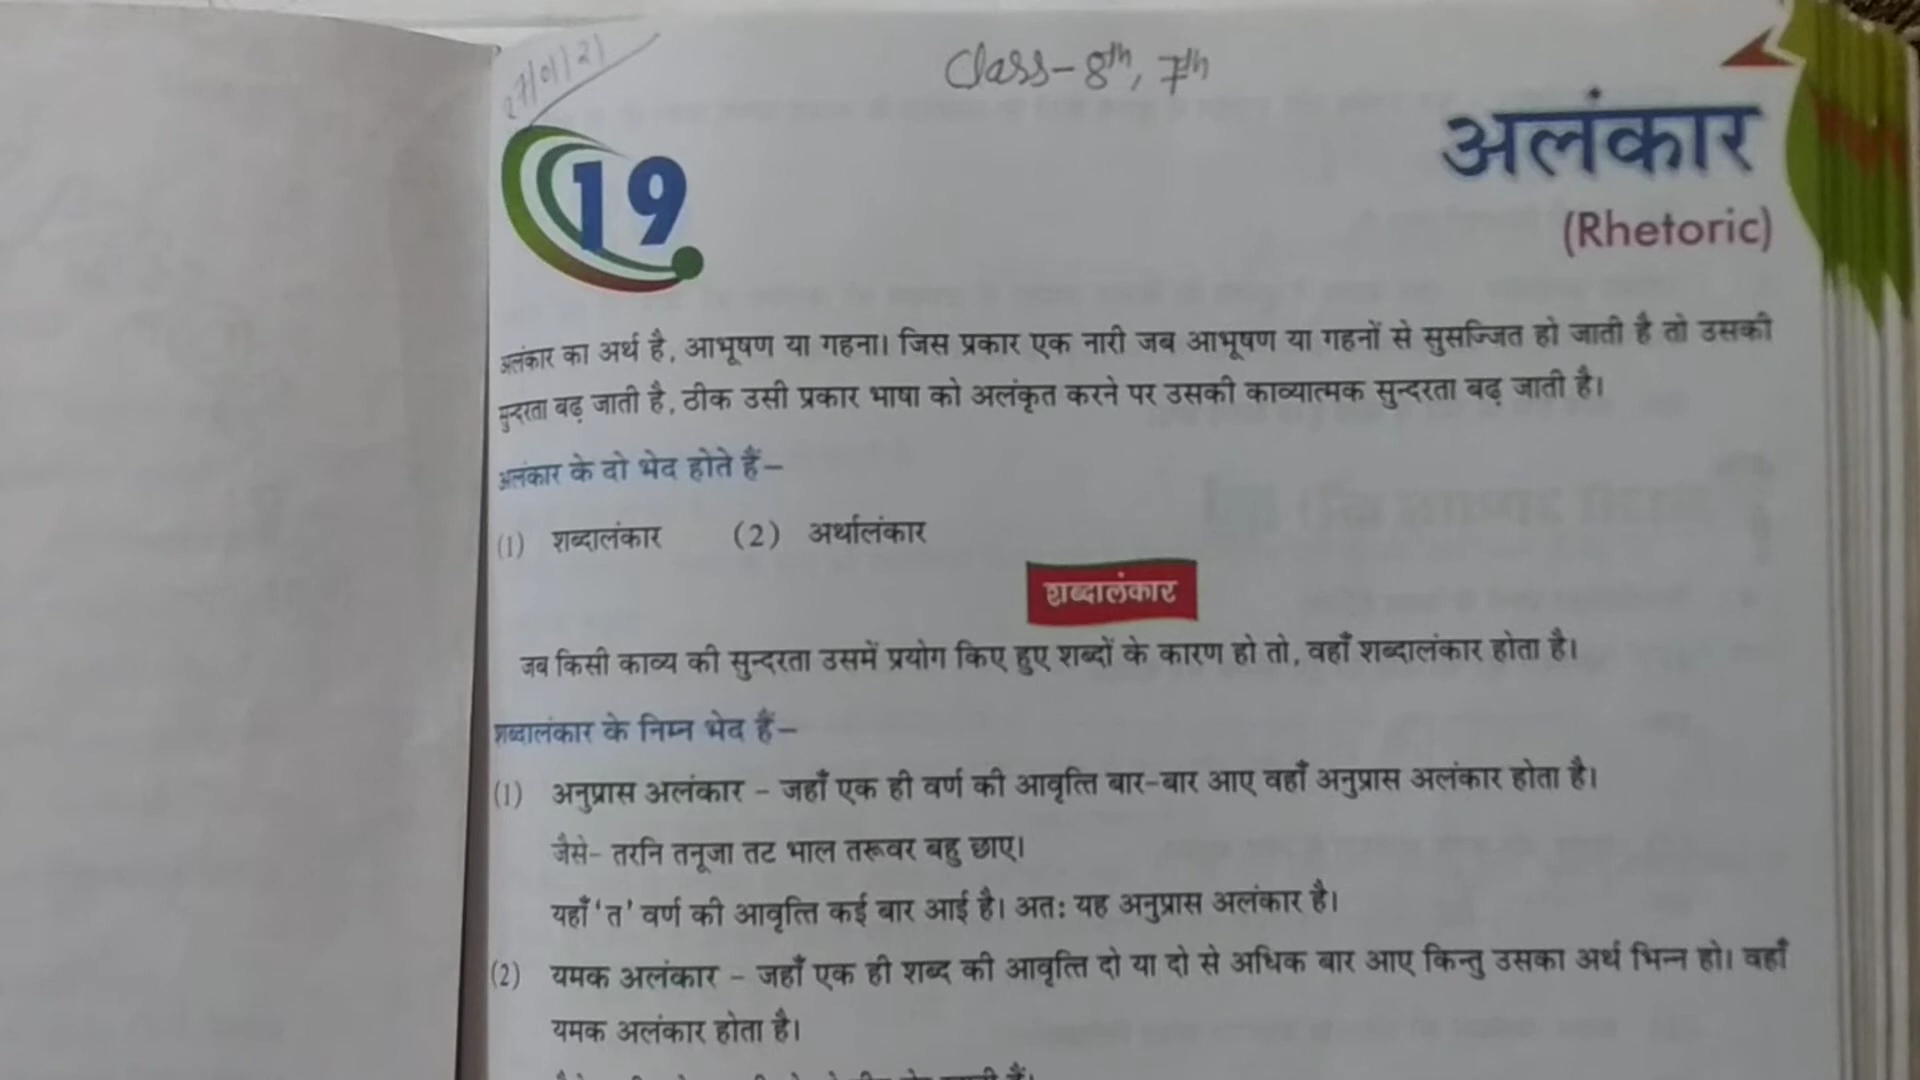 27/01/21
Class- 8th, 7th
19
अलंकार
(Rhetoric)
अलंकार का अर्थ है, आभूषण या गहना। जिस प्रकार एक नारी जब आभूषण या गहनों से सुसज्जित हो जाती है तो उसकी
सुन्दरता बढ़ जाती है, ठीक उसी प्रकार भाषा को अलंकृत करने पर उसकी काव्यात्मक सुन्दरता बढ़ जाती है।
अलंकार के दो भेद होते हैं–
(1) शब्दालंकार (2) अर्थालंकार
शब्दालंकार
जब किसी काव्य की सुन्दरता उसमें प्रयोग किए हुए शब्दों के कारण हो तो, वहाँ शब्दालंकार होता है।
शब्दालंकार के निम्न भेद हैं–
(1) अनुप्रास अलंकार – जहाँ एक ही वर्ण की आवृत्ति बार-बार आए वहाँ अनुप्रास अलंकार होता है।
जैसे- तरनि तनूजा तट भाल तरूवर बहु छाए।
यहाँ 'त' वर्ण की आवृत्ति कई बार आई है। अत: यह अनुप्रास अलंकार है।
(2) यमक अलंकार – जहाँ एक ही शब्द की आवृत्ति दो या दो से अधिक बार आए किन्तु उसका अर्थ भिन्न हो। वहाँ
यमक अलंकार होता है।